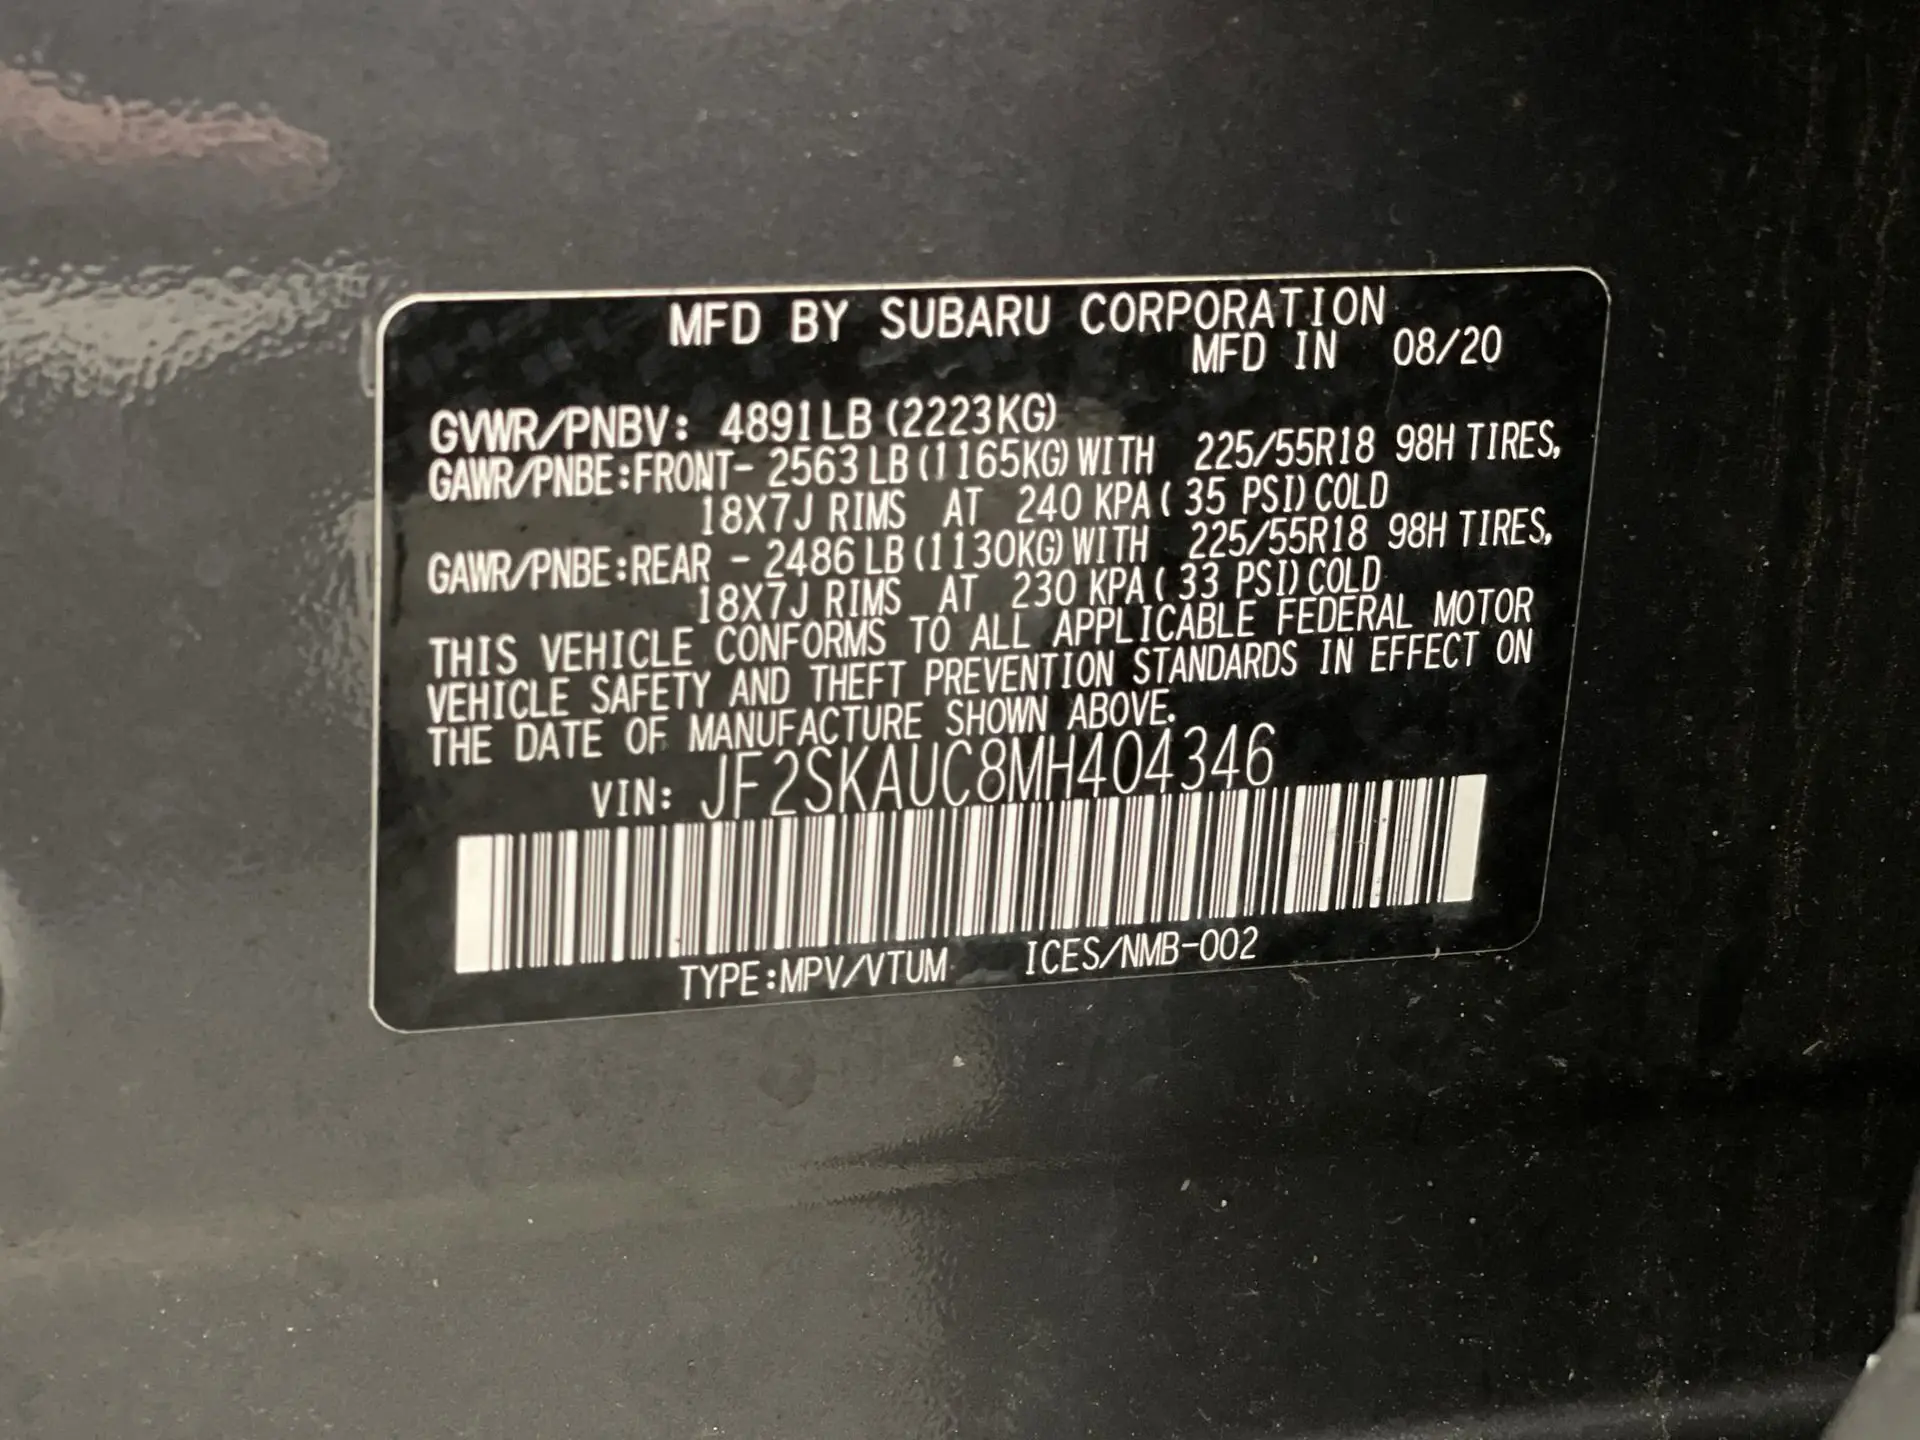 MFD BY SUBARU CORPORATION
MFD IN 08/20
GVWR/PNBV: 4891LB (2223KG)
GAWR/PNBE:FRONT- 2563 LB (1165KG) WITH 225/55R18 98H TIRES,
18X7J RIMS AT 240 KPA ( 35 PSI) COLD
GAWR/PNBE:REAR - 2486 LB (1130KG) WITH 225/55R18 98H TIRES,
18X7J RIMS AT 230 KPA ( 33 PSI) COLD
THIS VEHICLE CONFORMS TO ALL APPLICABLE FEDERAL MOTOR
VEHICLE SAFETY AND THEFT PREVENTION STANDARDS IN EFFECT ON
THE DATE OF MANUFACTURE SHOWN ABOVE.
VIN: JF2SKAUC8MH404346
TYPE:MPV/VTUM ICES/NMB-002